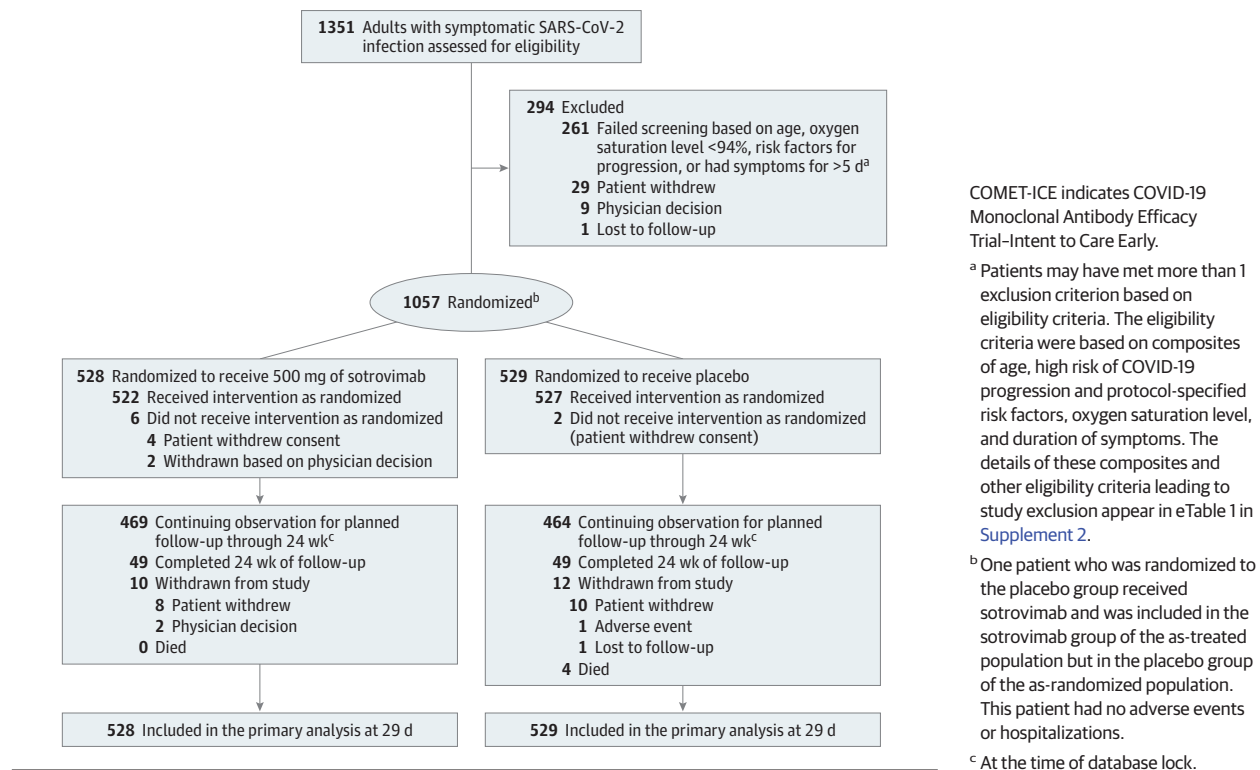 1351 Adults with symptomatic SARS-CoV-2
infection assessed for eligibility
294 Excluded
261 Failed screening based on age, oxygen
saturation level <94%, risk factors for
progression, or had symptoms for >5 dᵃ
29 Patient withdrew
9 Physician decision
1 Lost to follow-up
1057 Randomizedᵇ
528 Randomized to receive 500 mg of sotrovimab
522 Received intervention as randomized
6 Did not receive intervention as randomized
4 Patient withdrew consent
2 Withdrawn based on physician decision
529 Randomized to receive placebo
527 Received intervention as randomized
2 Did not receive intervention as randomized
(patient withdrew consent)
469 Continuing observation for planned
follow-up through 24 wkᶜ
49 Completed 24 wk of follow-up
10 Withdrawn from study
8 Patient withdrew
2 Physician decision
0 Died
464 Continuing observation for planned
follow-up through 24 wkᶜ
49 Completed 24 wk of follow-up
12 Withdrawn from study
10 Patient withdrew
1 Adverse event
1 Lost to follow-up
4 Died
528 Included in the primary analysis at 29 d
529 Included in the primary analysis at 29 d
COMET-ICE indicates COVID-19
Monoclonal Antibody Efficacy
Trial–Intent to Care Early.
ᵃ Patients may have met more than 1
exclusion criterion based on
eligibility criteria. The eligibility
criteria were based on composites
of age, high risk of COVID-19
progression and protocol-specified
risk factors, oxygen saturation level,
and duration of symptoms. The
details of these composites and
other eligibility criteria leading to
study exclusion appear in eTable 1 in
Supplement 2.
ᵇ One patient who was randomized to
the placebo group received
sotrovimab and was included in the
sotrovimab group of the as-treated
population but in the placebo group
of the as-randomized population.
This patient had no adverse events
or hospitalizations.
ᶜ At the time of database lock.